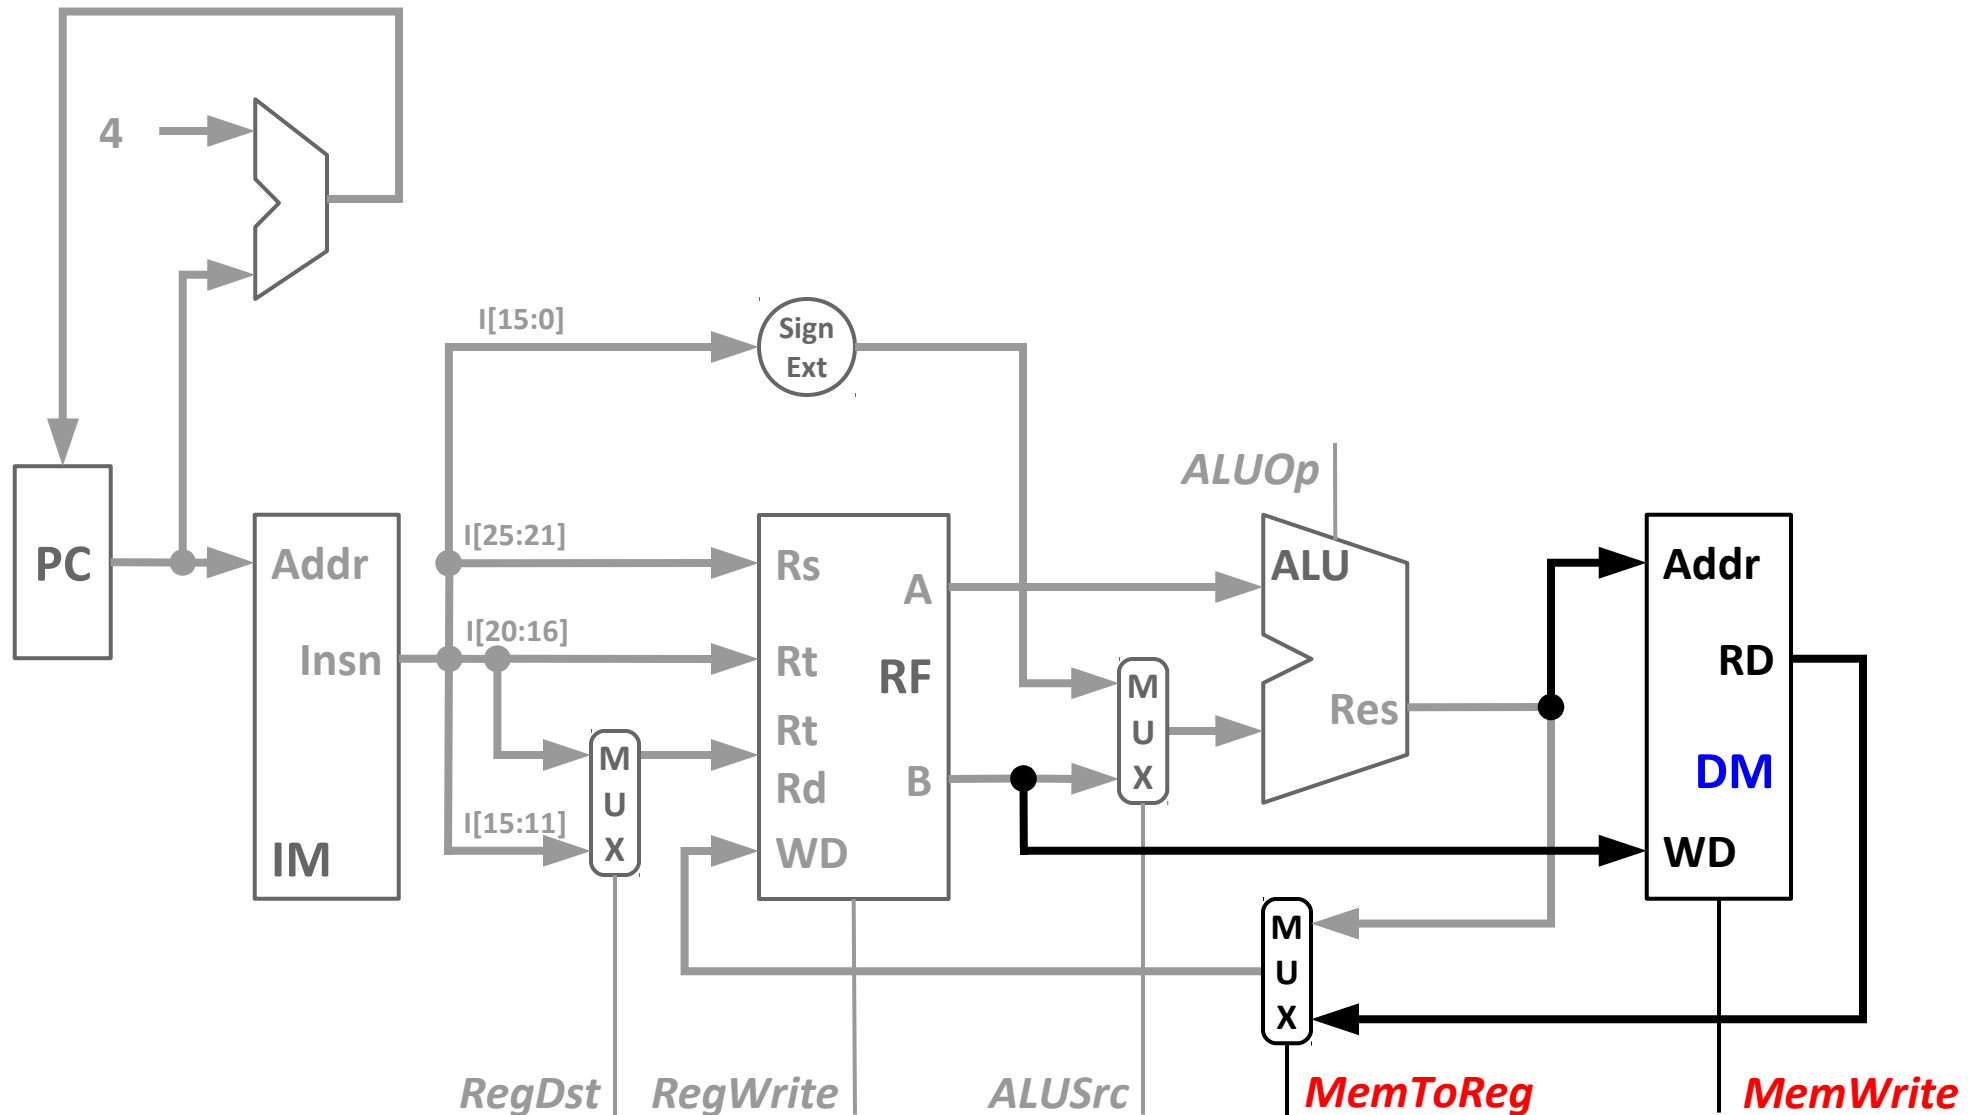 4
I[15:0]
Sign
Ext
ALUOp
PC
Addr
Insn
IM
I[25:21]
I[20:16]
I[15:11]
M
U
X
Rs
Rt
Rt
Rd
WD
A
RF
B
M
U
X
ALU
Res
Addr
RD
DM
WD
M
U
X
RegDst
RegWrite
ALUSrc
MemToReg
MemWrite